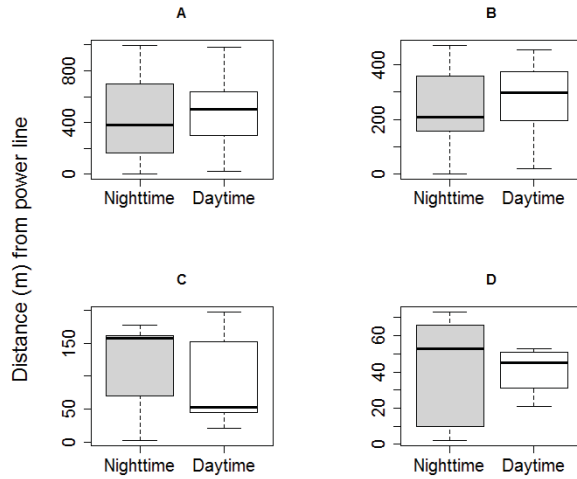 A
B
Distance (m) from power line
0 400 800
Nighttime Daytime
0 200 400
Nighttime Daytime
C
D
0 50 150
Nighttime Daytime
0 20 40 60
Nighttime Daytime